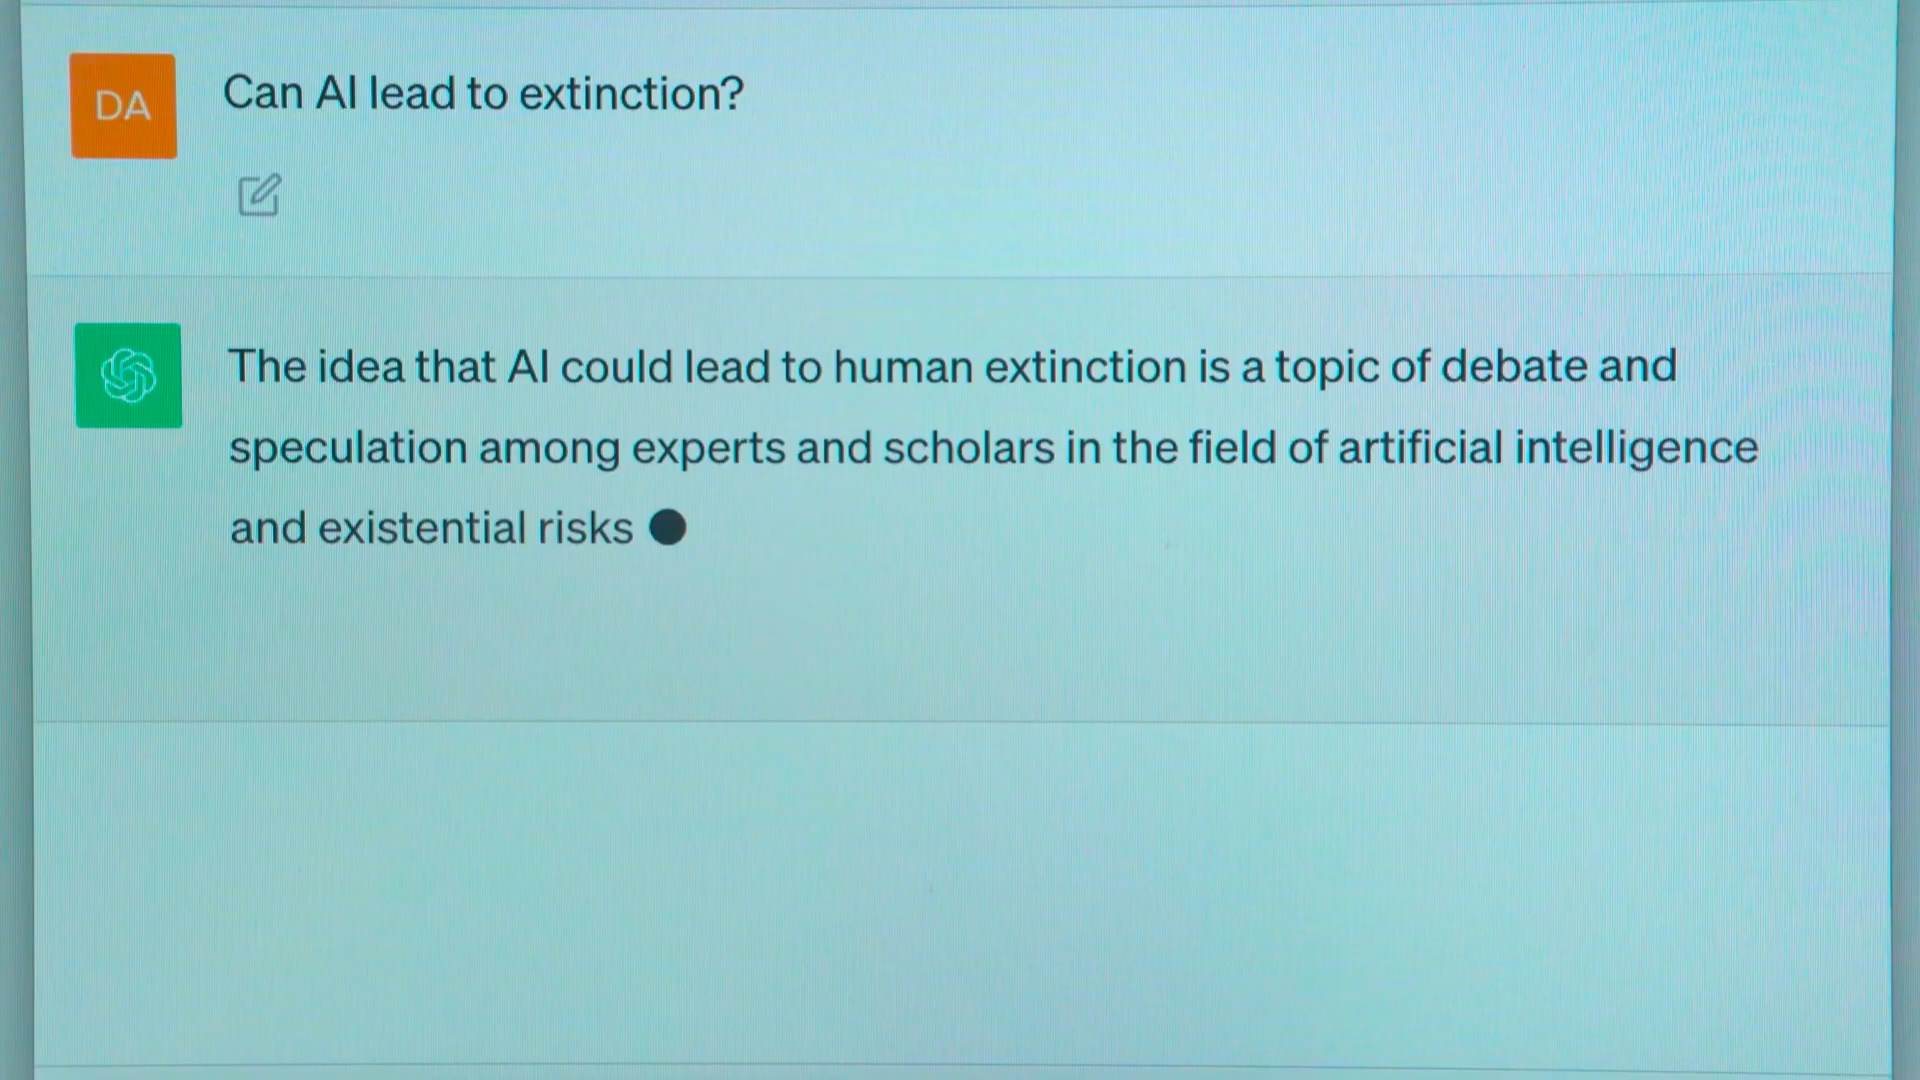 DA
Can AI lead to extinction?
The idea that AI could lead to human extinction is a topic of debate and
speculation among experts and scholars in the field of artificial intelligence
and existential risks